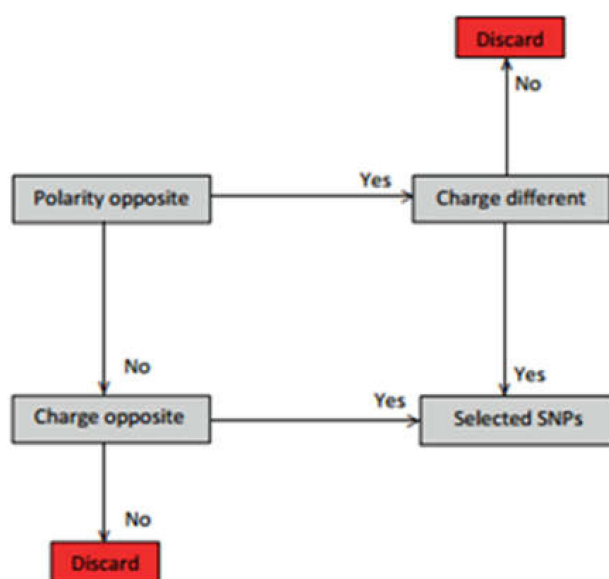 Discard
No
Yes
Polarity opposite
Charge different
No
Yes
Yes
Charge opposite
Selected SNPs
No
Discard